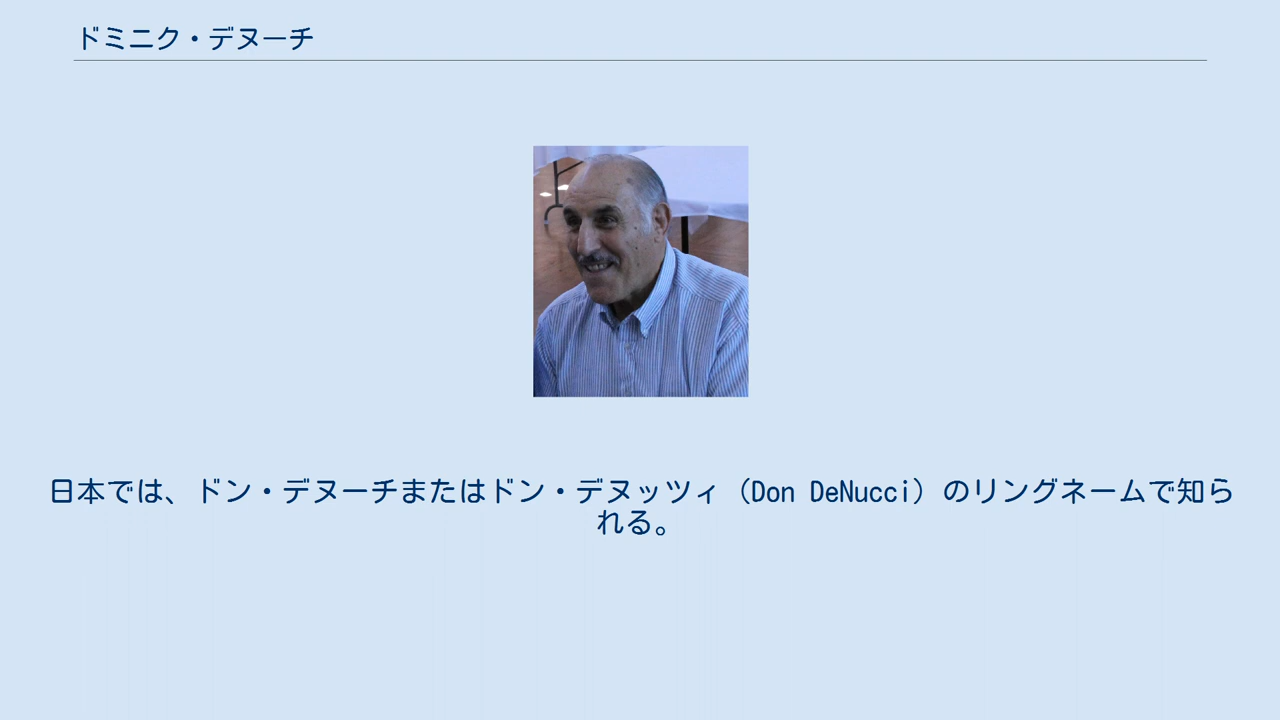 ドミニク・デヌーチ
日本では、ドン・デヌーチまたはドン・デヌッツィ（Don DeNucci）のリングネームで知ら
れる。